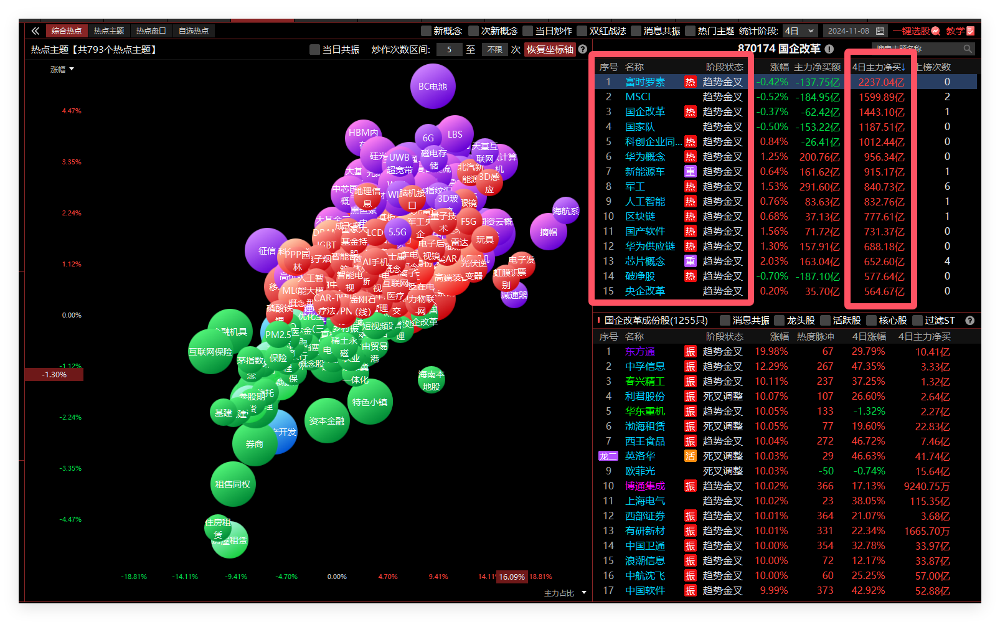 综合热点 热点主题 热点盘口 自选热点 新概念 次新概念 当日炒作 双红战法 消息共振 热门主题 统计阶段: 4日 2024-11-08 一键选股 教学
热点主题【共793个热点主题】 当日共振 炒作次数区间: 5 至 不限 次 恢复坐标轴 ?
870174 国企改革
涨幅
BC电池
4.47%
HBM内
6G
LBS
硅光
UWB
超宽带
磁电存
储
天基互
联网
3.35%
北汽新
能源
3D感
应
地理信
息
脑机接
口
指纹识
3D玻
眼镜
2.24%
海航系
摘帽
国资云概
量子技
术
F5G
LCD
5.5G
玩具
雷达
国家大
基金持
股
征信
PPP园
林
1.12%
AI手机
电子后
视镜
光伏逆
变器
电子发
票
虹膜识
别
高端装备
减速器
人工智
能大模
型
智能电
视
互联网
医疗
泛在电
力物联
网
CAR-T
疗法
金刚石
(线)
磷酸铁
锂
0.00%
金融机具
PM2.5
短视频
稀土永
磁
自由贸易
港
互联网保险
茅指数
保险
-1.12%
-1.30%
一体化
海南本
地股
特色小镇
参股期
货
信托
基建
-2.24%
资本金融
产开发
券商
-3.35%
租售同权
-4.47%
住房租
赁
房屋租赁
-18.81% -14.11% -9.41% -4.70% 0.00% 4.70% 9.41% 14.11% 16.09% 18.81%
主力占比
序号 名称 阶段状态 涨幅 主力净买额 4日主力净买↓ 上榜次数
1 富时罗素 热 趋势金叉 -0.42% -137.75亿 2237.04亿 0
2 MSCI 趋势金叉 -0.52% -184.95亿 1599.89亿 2
3 国企改革 热 趋势金叉 -0.37% -62.42亿 1443.10亿 1
4 国家队 趋势金叉 -0.50% -153.22亿 1187.51亿 0
5 科创企业同... 热 趋势金叉 0.84% -26.41亿 1012.44亿 0
6 华为概念 热 趋势金叉 1.25% 200.76亿 956.34亿 0
7 新能源车 重 趋势金叉 0.64% 161.62亿 915.17亿 1
8 军工 热 趋势金叉 1.53% 291.60亿 840.73亿 6
9 人工智能 热 趋势金叉 0.76% 83.63亿 832.76亿 1
10 区块链 热 趋势金叉 0.68% 37.13亿 777.61亿 1
11 国产软件 热 趋势金叉 1.56% 71.72亿 731.37亿 0
12 华为供应链 热 趋势金叉 1.30% 157.91亿 688.18亿 0
13 芯片概念 重 趋势金叉 2.03% 163.04亿 652.60亿 4
14 破净股 热 趋势金叉 -0.70% -187.10亿 577.64亿 0
15 央企改革 趋势金叉 0.20% 35.70亿 564.67亿 0
国企改革成份股(1255只) 消息共振 龙头股 活跃股 核心股 过滤ST ?
序号 名称 阶段状态 涨幅 热度脉冲 4日涨幅 4日主力净买
1 东方通 振 趋势金叉 19.98% 67 29.79% 10.41亿
2 中孚信息 振 趋势金叉 12.29% 267 47.35% 3.33亿
3 春兴精工 振 趋势金叉 10.11% 237 37.25% 1.32亿
4 利君股份 振 死叉调整 10.07% 107 26.60% 2.64亿
5 华东重机 振 趋势金叉 10.05% 133 -1.32% 2.27亿
6 渤海租赁 振 死叉调整 10.05% 77 19.60% 22.83亿
7 西王食品 振 趋势金叉 10.04% 272 46.72% 7.46亿
龙二 英洛华 活 死叉调整 10.03% 29 46.63% 41.74亿
9 欧菲光 死叉调整 10.03% -50 -0.74% 15.64亿
10 博通集成 振 趋势金叉 10.02% 366 17.13% 9240.75万
11 上海电气 趋势金叉 10.02% 23 38.05% 115.35亿
12 西部证券 振 趋势金叉 10.01% 364 21.07% 3.68亿
13 有研新材 振 趋势金叉 10.01% 331 22.34% 1665.70万
14 中国卫通 振 趋势金叉 10.00% 354 32.78% 33.97亿
15 浪潮信息 振 趋势金叉 10.00% 72 12.17% 33.87亿
16 中航沈飞 振 趋势金叉 10.00% 60 25.25% 57.00亿
17 中国软件 振 趋势金叉 9.99% 373 42.92% 52.88亿